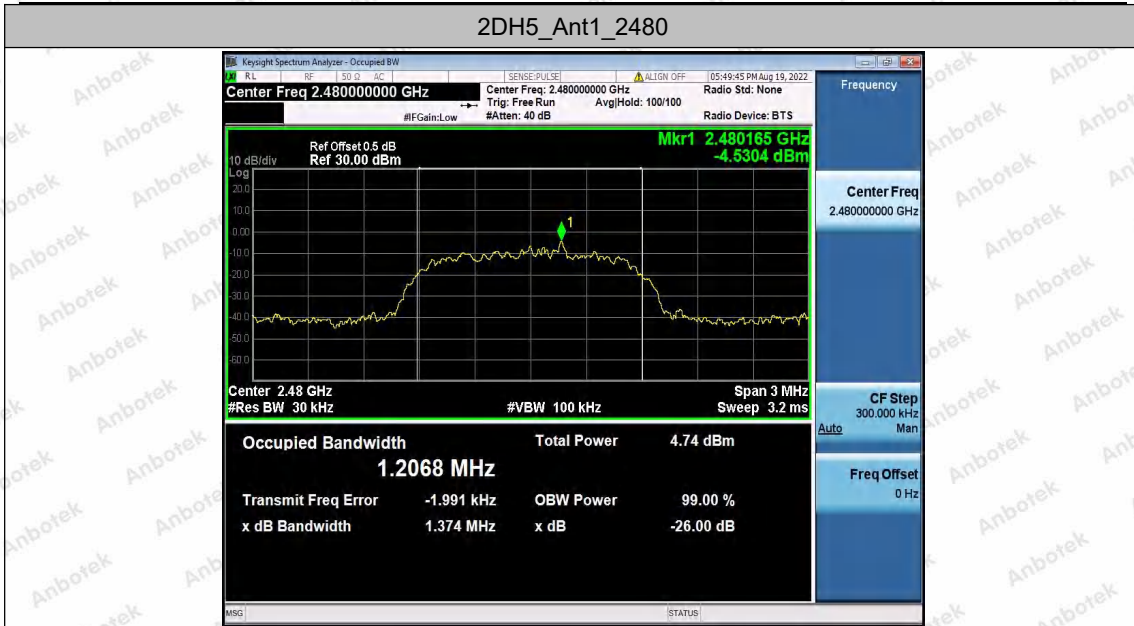 2DH5_Ant1_2480
Keysight Spectrum Analyzer - Occupied BW
RL RF 50 Ω AC SENSE:PULSE ALIGN OFF 05:49:45 PM Aug 19, 2022
Center Freq 2.480000000 GHz
Center Freq: 2.480000000 GHz
Radio Std: None
Trig: Free Run Avg|Hold: 100/100
#IFGain:Low
#Atten: 40 dB
Radio Device: BTS
Frequency
Ref Offset 0.5 dB
10 dB/div Ref 30.00 dBm
Mkr1 2.480165 GHz
-4.5304 dBm
Log
20.0
10.0
0.00
-10.0
-20.0
-30.0
-40.0
-50.0
-60.0
1
Center 2.48 GHz
Span 3 MHz
#Res BW 30 kHz
#VBW 100 kHz
Sweep 3.2 ms
Center Freq
2.480000000 GHz
CF Step
300.000 kHz
Auto Man
Freq Offset
0 Hz
Occupied Bandwidth
1.2068 MHz
Total Power 4.74 dBm
Transmit Freq Error -1.991 kHz OBW Power 99.00 %
x dB Bandwidth 1.374 MHz x dB -26.00 dB
MSG STATUS
Anbotek